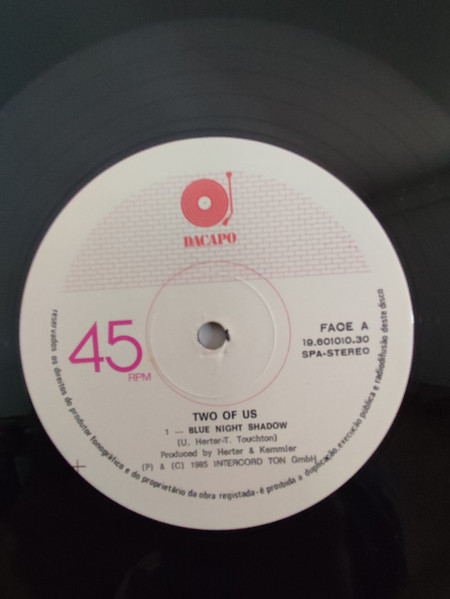 DACAPO
45
RPM
FACE A
19.601010.30
SPA-STEREO
TWO OF US
1 — BLUE NIGHT SHADOW
(U. Herter-T. Touchton)
Produced by Herter & Kemmler
(P) & (C) 1985 INTERCORD TON GmbH
reservados os direitos do produtor fonográfico e do proprietário da obra registada-é proibida a duplicação, execução pública e radiodifusão deste disco